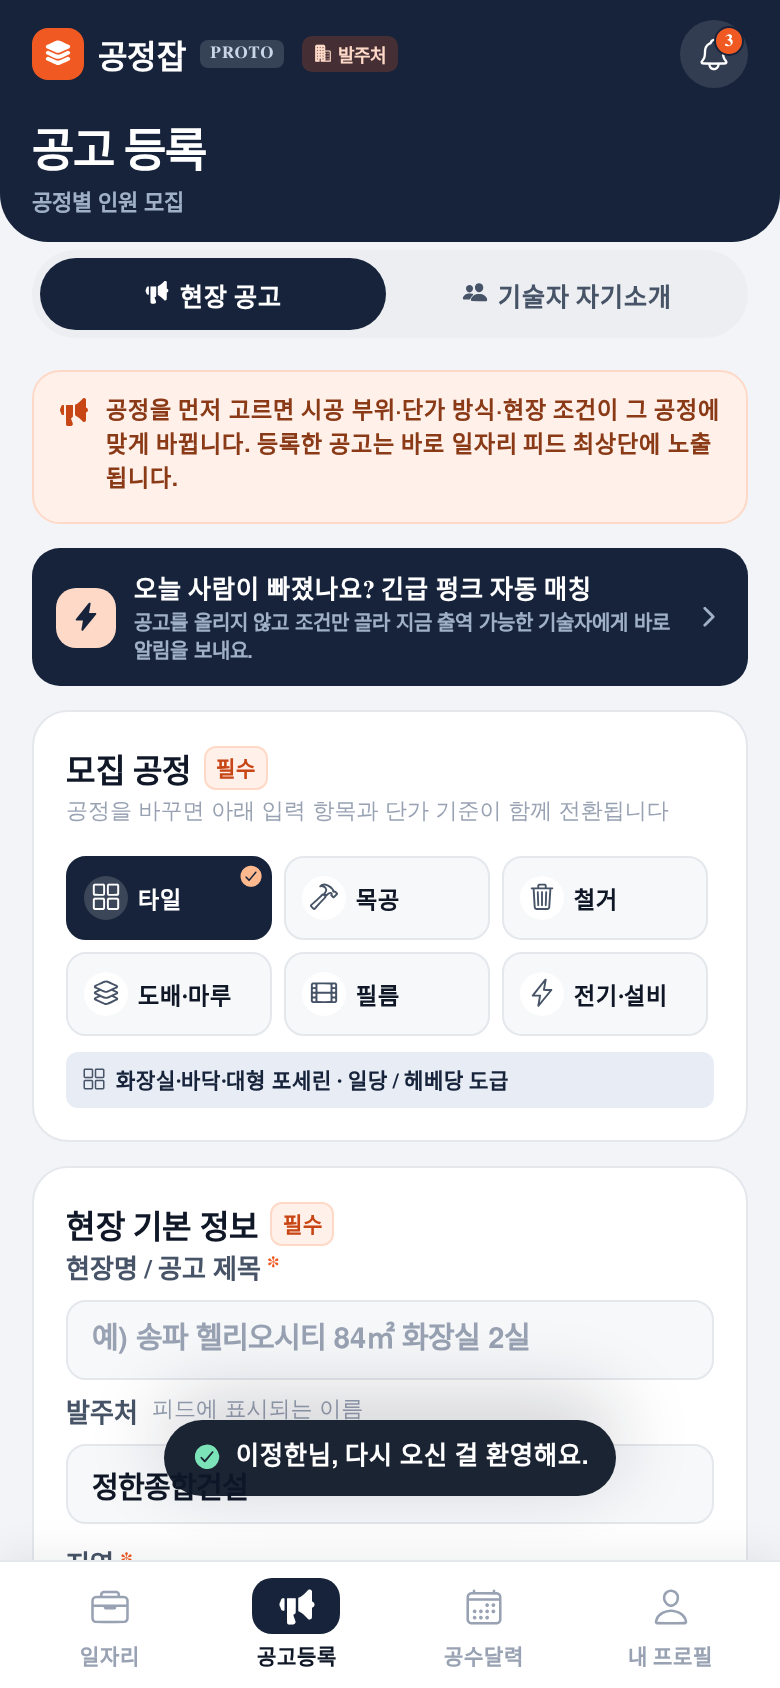 공정잡 PROTO 발주처 3
공고 등록
공정별 인원 모집
현장 공고 기술자 자기소개
공정을 먼저 고르면 시공 부위·단가 방식·현장 조건이 그 공정에
맞게 바뀝니다. 등록한 공고는 바로 일자리 피드 최상단에 노출
됩니다.
오늘 사람이 빠졌나요? 긴급 펑크 자동 매칭
공고를 올리지 않고 조건만 골라 지금 출역 가능한 기술자에게 바로
알림을 보내요.
모집 공정 필수
공정을 바꾸면 아래 입력 항목과 단가 기준이 함께 전환됩니다
타일 목공 철거
도배·마루 필름 전기·설비
화장실·바닥·대형 포세린 · 일당 / 헤베당 도급
현장 기본 정보 필수
현장명 / 공고 제목 *
예) 송파 헬리오시티 84㎡ 화장실 2실
발주처 피드에 표시되는 이름
이정한님, 다시 오신 걸 환영해요.
정한종합건설
지역 *
일자리 공고등록 공수달력 내 프로필